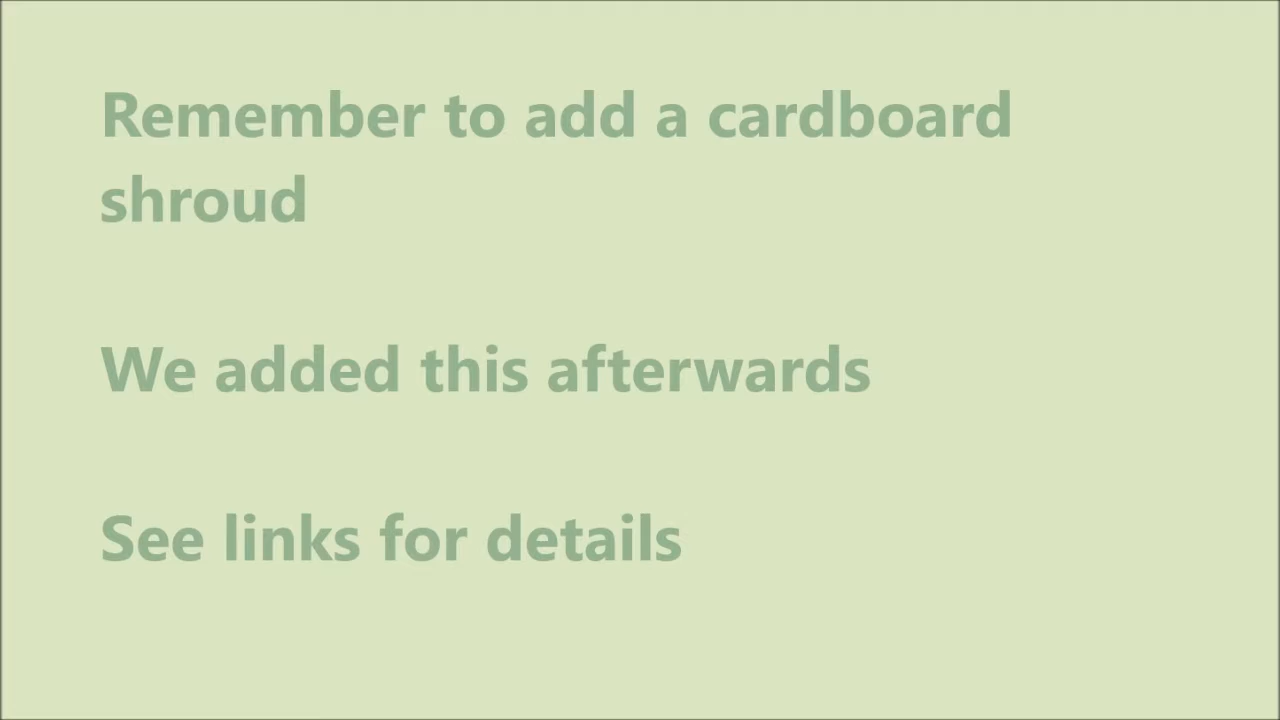 Remember to add a cardboard
shroud
We added this afterwards
See links for details